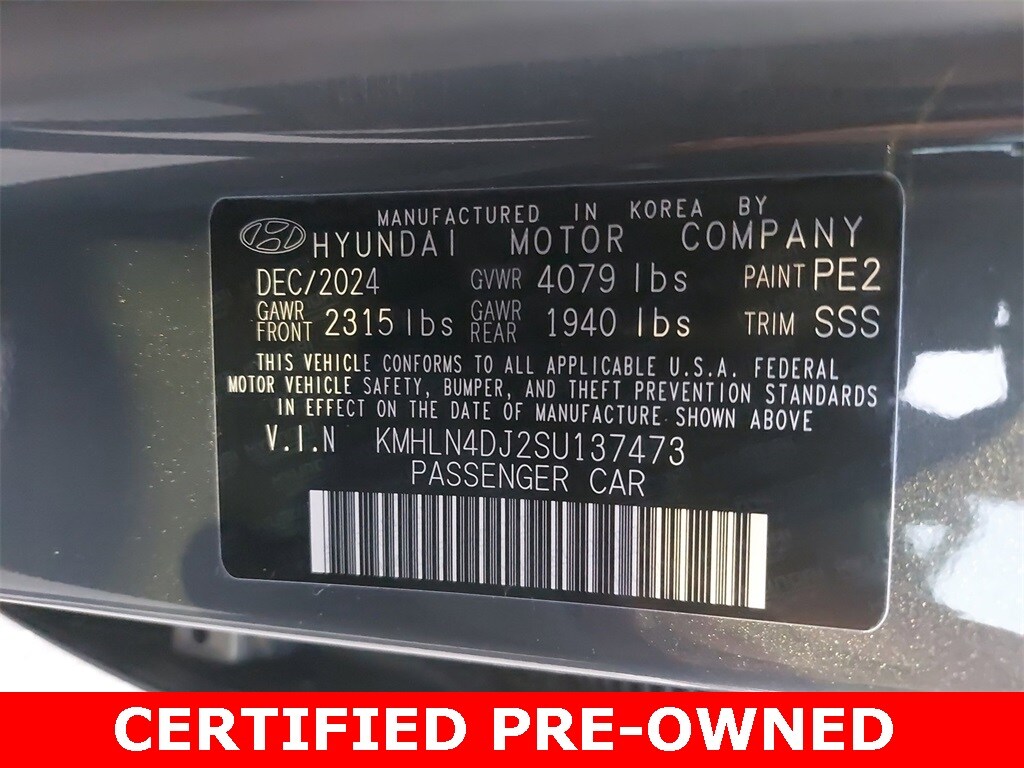 MANUFACTURED IN KOREA BY
HYUNDAI MOTOR COMPANY
DEC/2024 GVWR 4079 lbs PAINT PE2
GAWR FRONT 2315 lbs GAWR REAR 1940 lbs TRIM SSS
THIS VEHICLE CONFORMS TO ALL APPLICABLE U.S.A. FEDERAL
MOTOR VEHICLE SAFETY, BUMPER, AND THEFT PREVENTION STANDARDS
IN EFFECT ON THE DATE OF MANUFACTURE SHOWN ABOVE
V.I.N KMHLN4DJ2SU137473
PASSENGER CAR
CERTIFIED PRE-OWNED